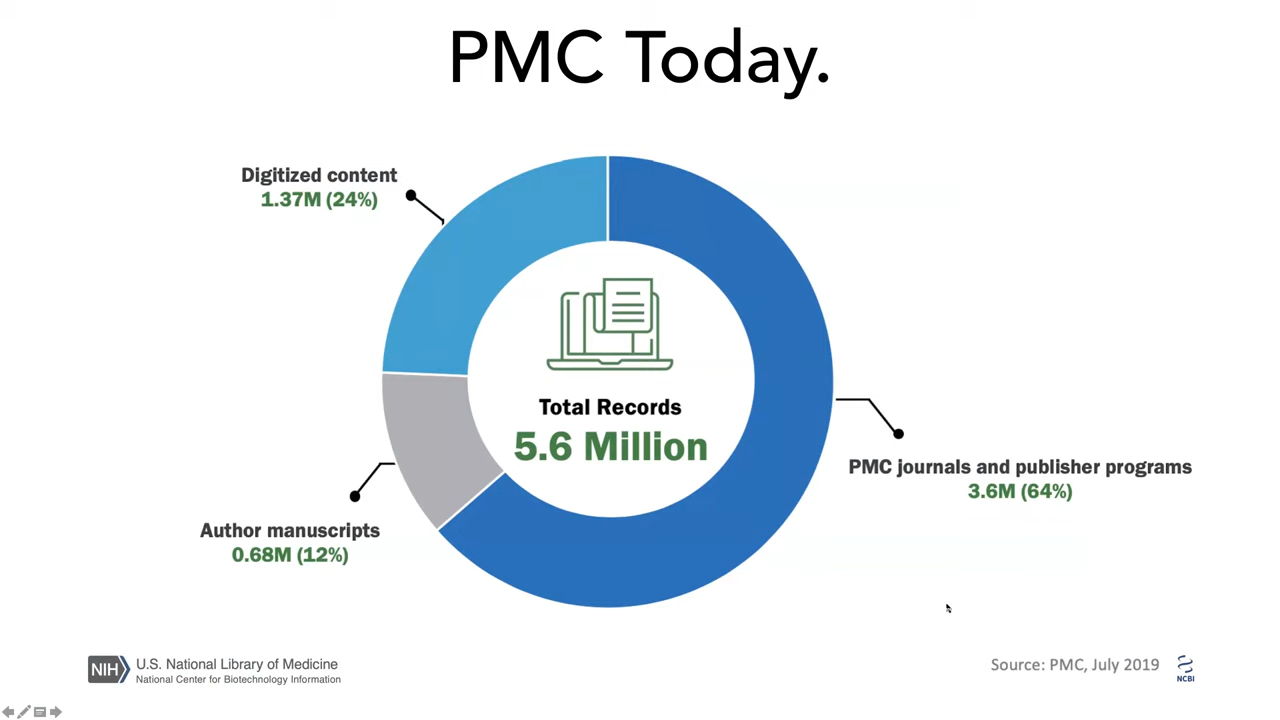 PMC Today.
Digitized content
1.37M (24%)
Total Records
5.6 Million
PMC journals and publisher programs
3.6M (64%)
Author manuscripts
0.68M (12%)
NIH
U.S. National Library of Medicine
National Center for Biotechnology Information
Source: PMC, July 2019
NCBI